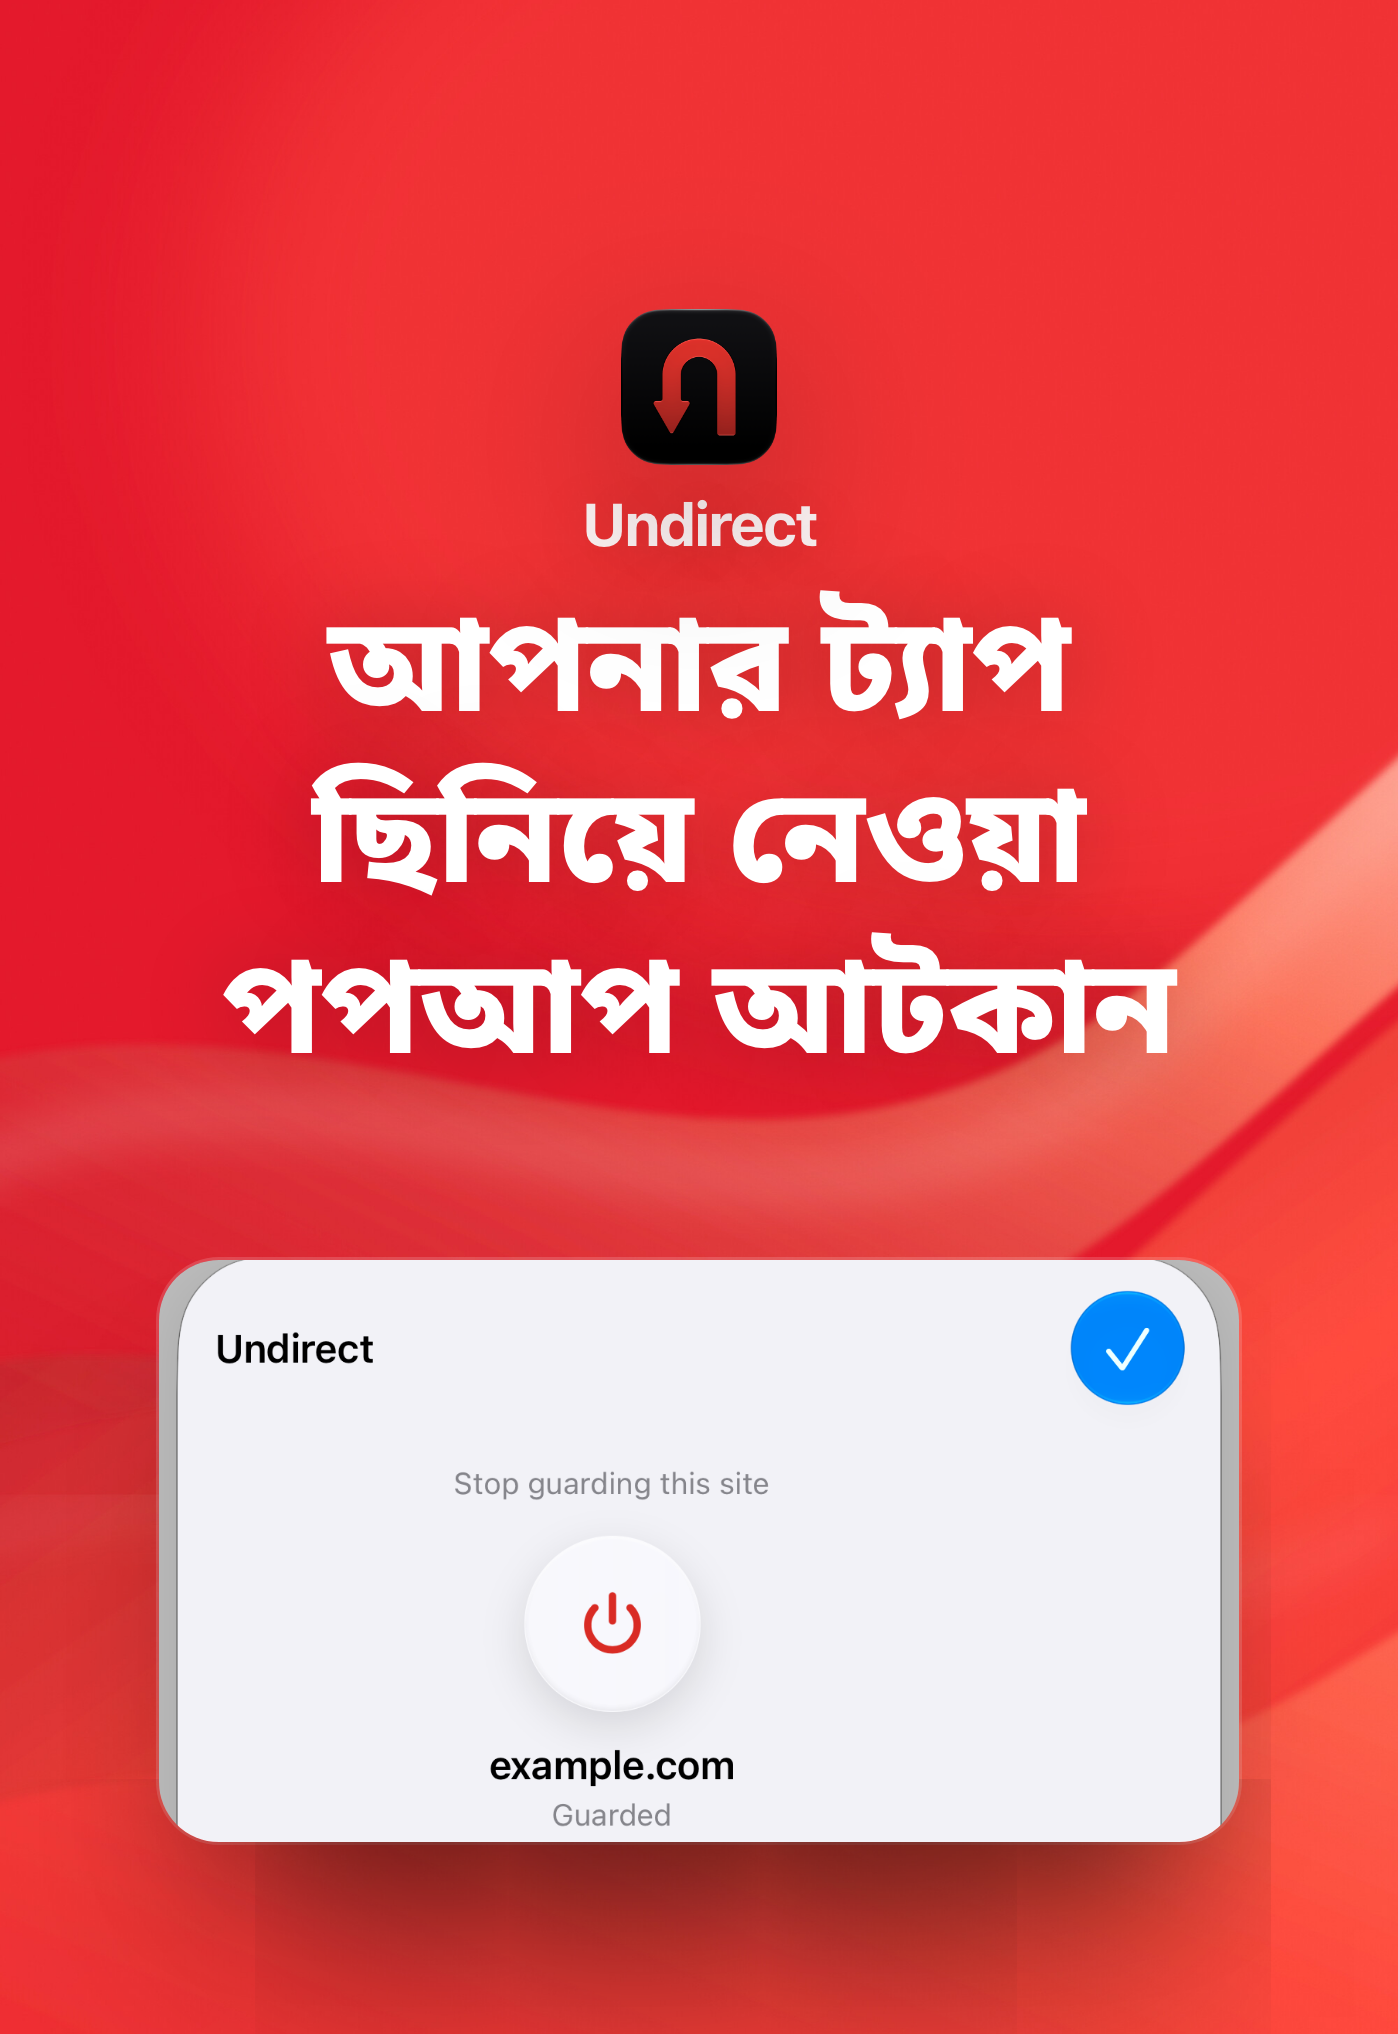 Undirect
আপনার ট্যাপ
ছিনিয়ে নেওয়া
পপআপ আটকান
Undirect
Stop guarding this site
example.com
Guarded